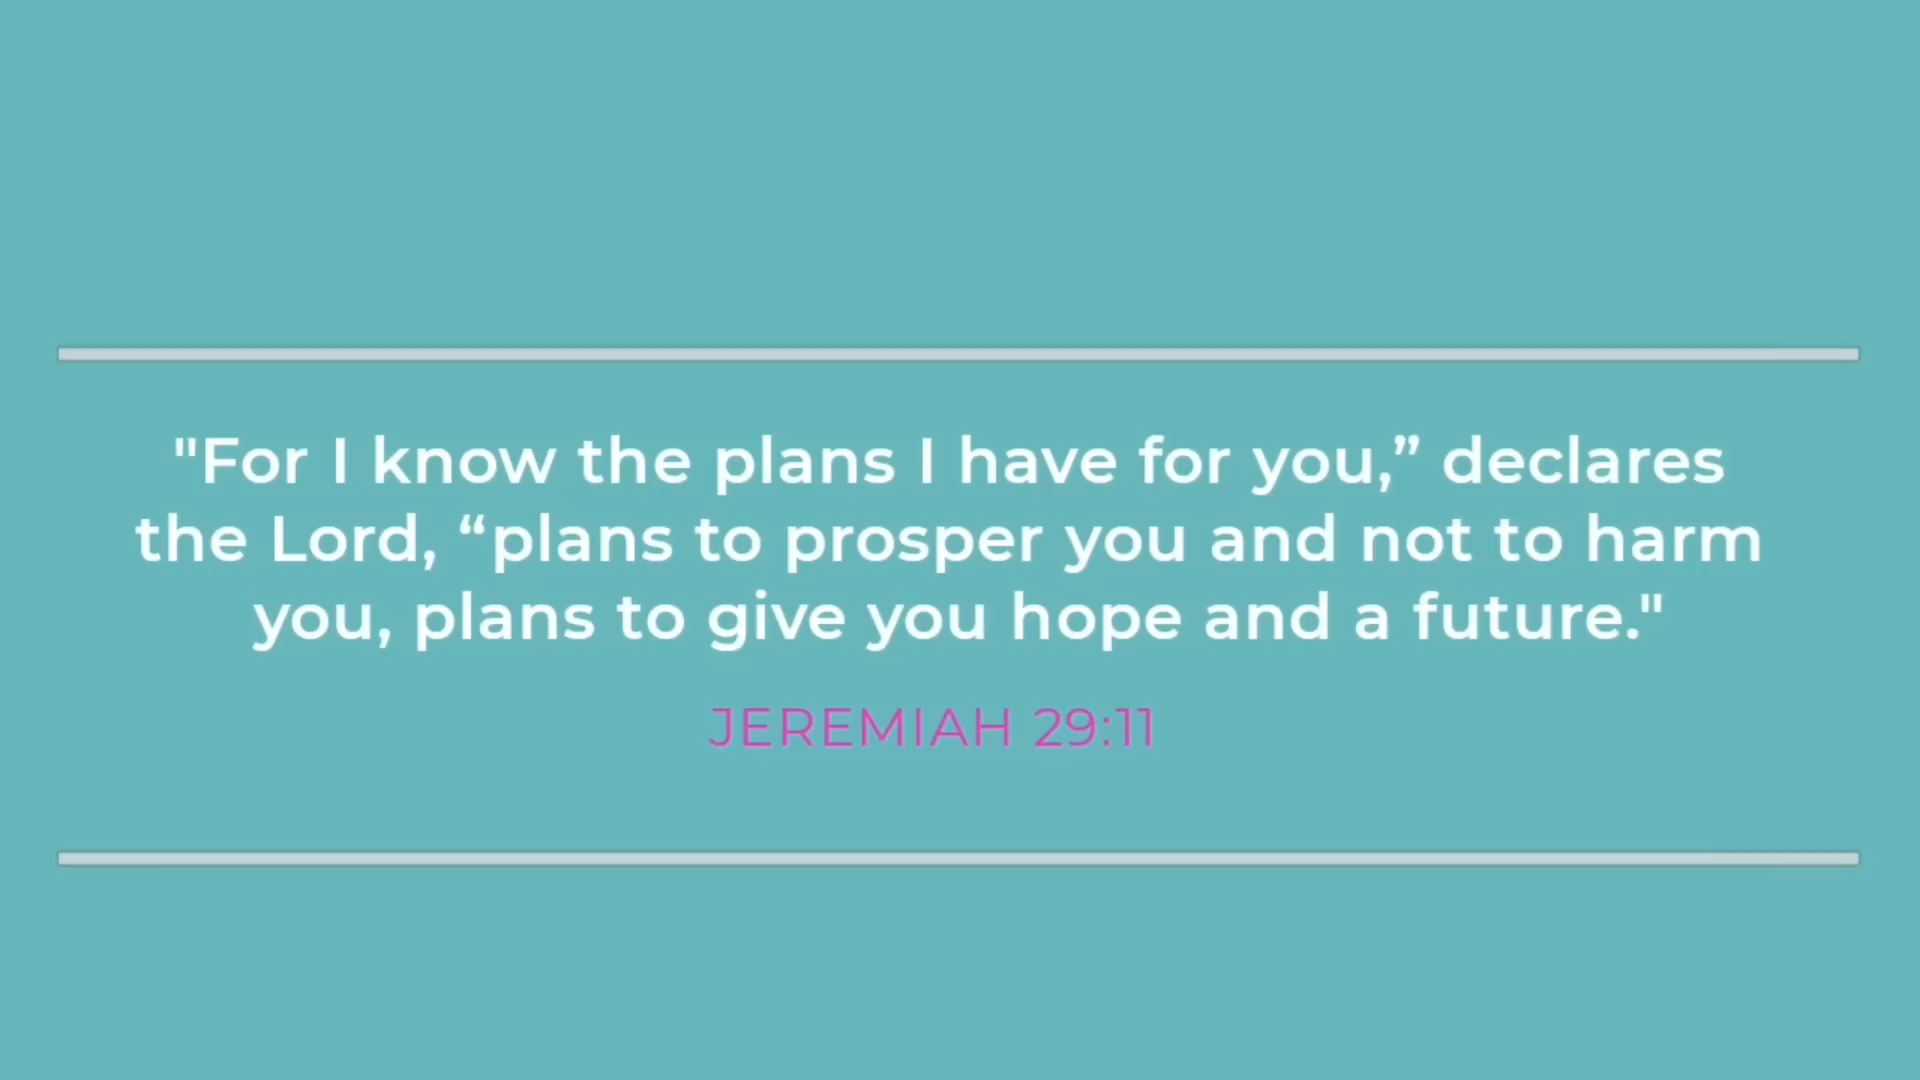 "For I know the plans I have for you,” declares
the Lord, “plans to prosper you and not to harm
you, plans to give you hope and a future."
JEREMIAH 29:11